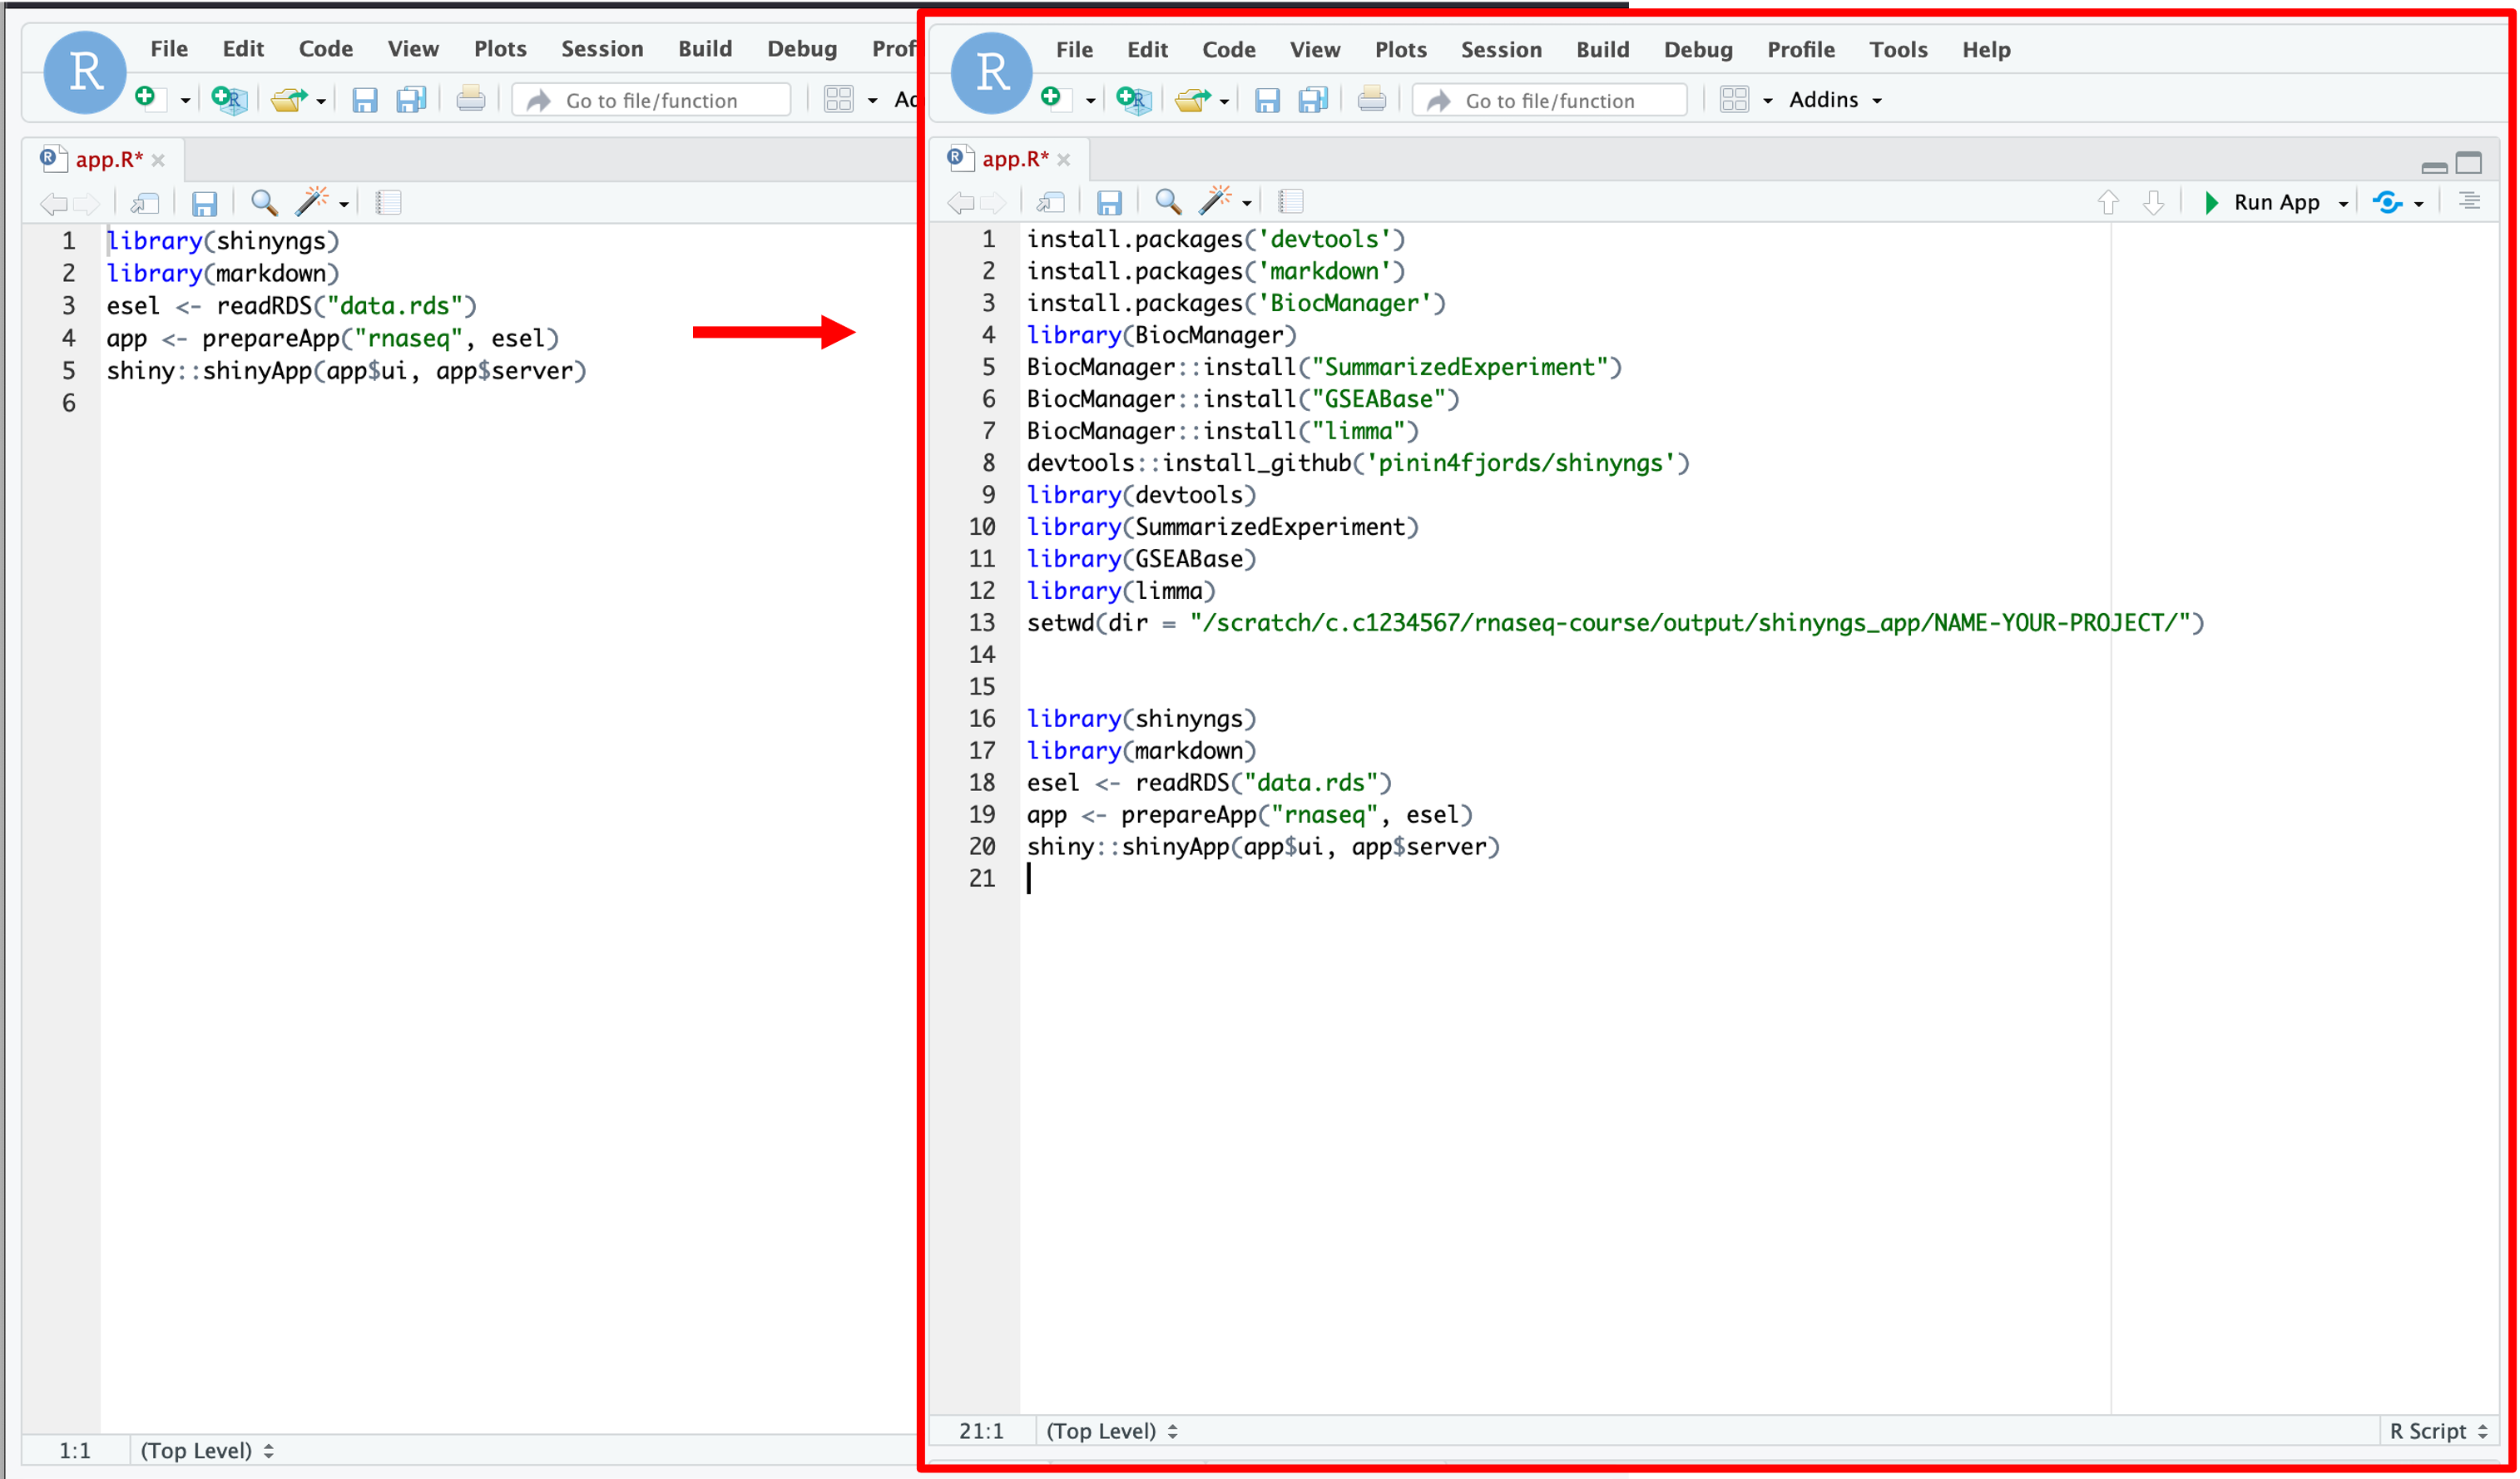 R File Edit Code View Plots Session Build Debug Prof
Go to file/function Ad
app.R*
1 library(shinyngs)
2 library(markdown)
3 esel <- readRDS("data.rds")
4 app <- prepareApp("rnaseq", esel)
5 shiny::shinyApp(app$ui, app$server)
6
1:1 (Top Level)
R File Edit Code View Plots Session Build Debug Profile Tools Help
Go to file/function Addins
app.R*
Run App
1 install.packages('devtools')
2 install.packages('markdown')
3 install.packages('BiocManager')
4 library(BiocManager)
5 BiocManager::install("SummarizedExperiment")
6 BiocManager::install("GSEABase")
7 BiocManager::install("limma")
8 devtools::install_github('pinin4fjords/shinyngs')
9 library(devtools)
10 library(SummarizedExperiment)
11 library(GSEABase)
12 library(limma)
13 setwd(dir = "/scratch/c.c1234567/rnaseq-course/output/shinyngs_app/NAME-YOUR-PROJECT/")
14
15
16 library(shinyngs)
17 library(markdown)
18 esel <- readRDS("data.rds")
19 app <- prepareApp("rnaseq", esel)
20 shiny::shinyApp(app$ui, app$server)
21
21:1 (Top Level) R Script